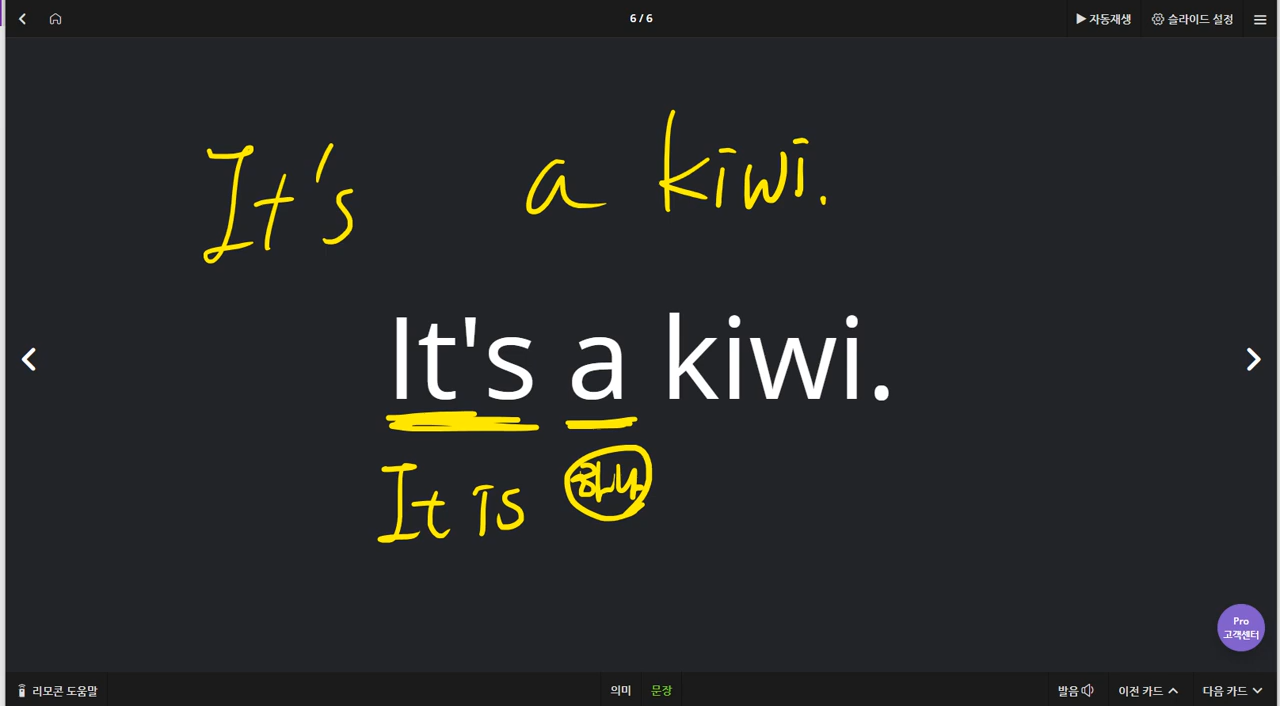 6 / 6
자동재생
슬라이드 설정
It's a kiwi.
It's a kiwi.
It is 하나
Pro
고객센터
리모콘 도움말
의미
문장
발음
이전 카드
다음 카드